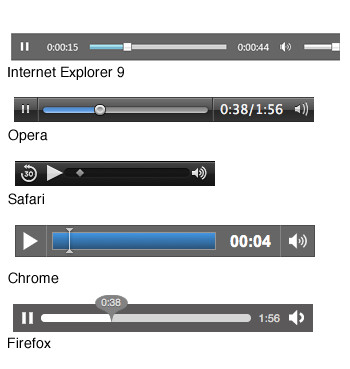 0:00:15 0:00:44
Internet Explorer 9
0:38/1:56
Opera
30
Safari
00:04
Chrome
0:38
1:56
Firefox